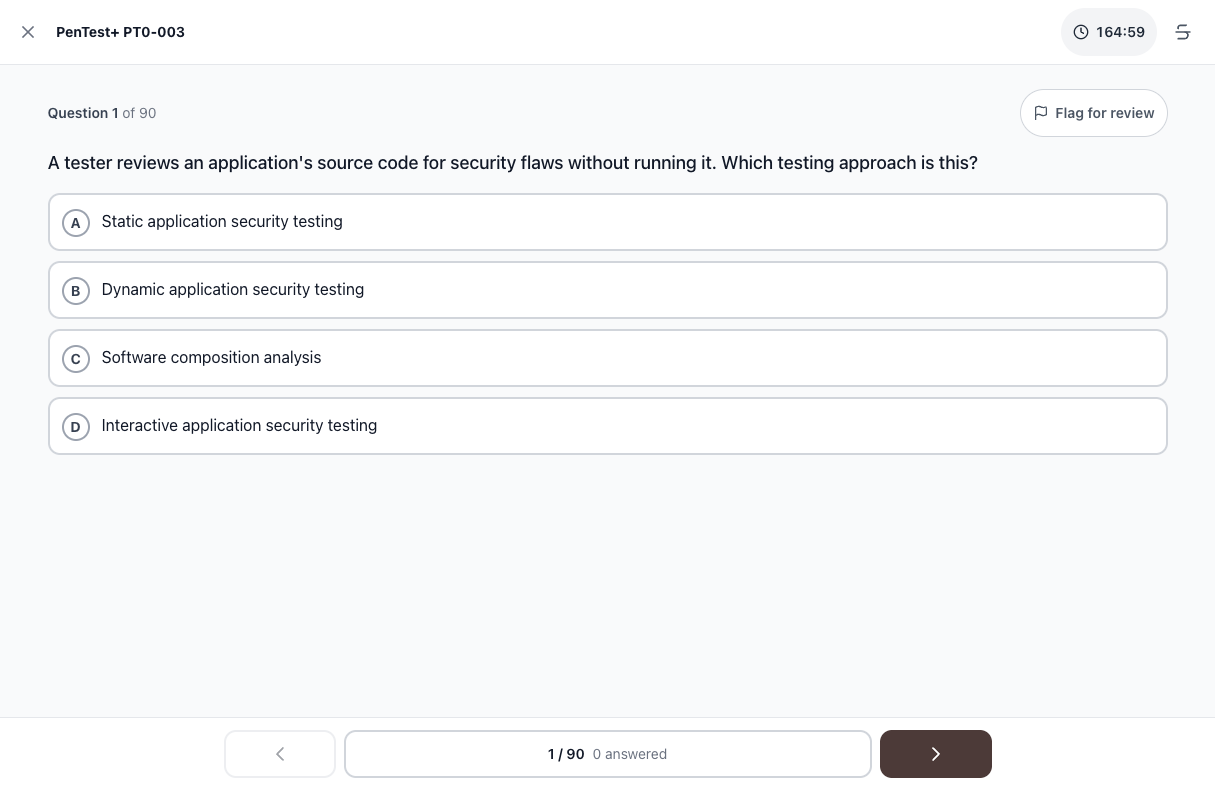 PenTest+ PT0-003
164:59
Question 1 of 90
Flag for review
A tester reviews an application's source code for security flaws without running it. Which testing approach is this?
A Static application security testing
B Dynamic application security testing
C Software composition analysis
D Interactive application security testing
1 / 90 0 answered